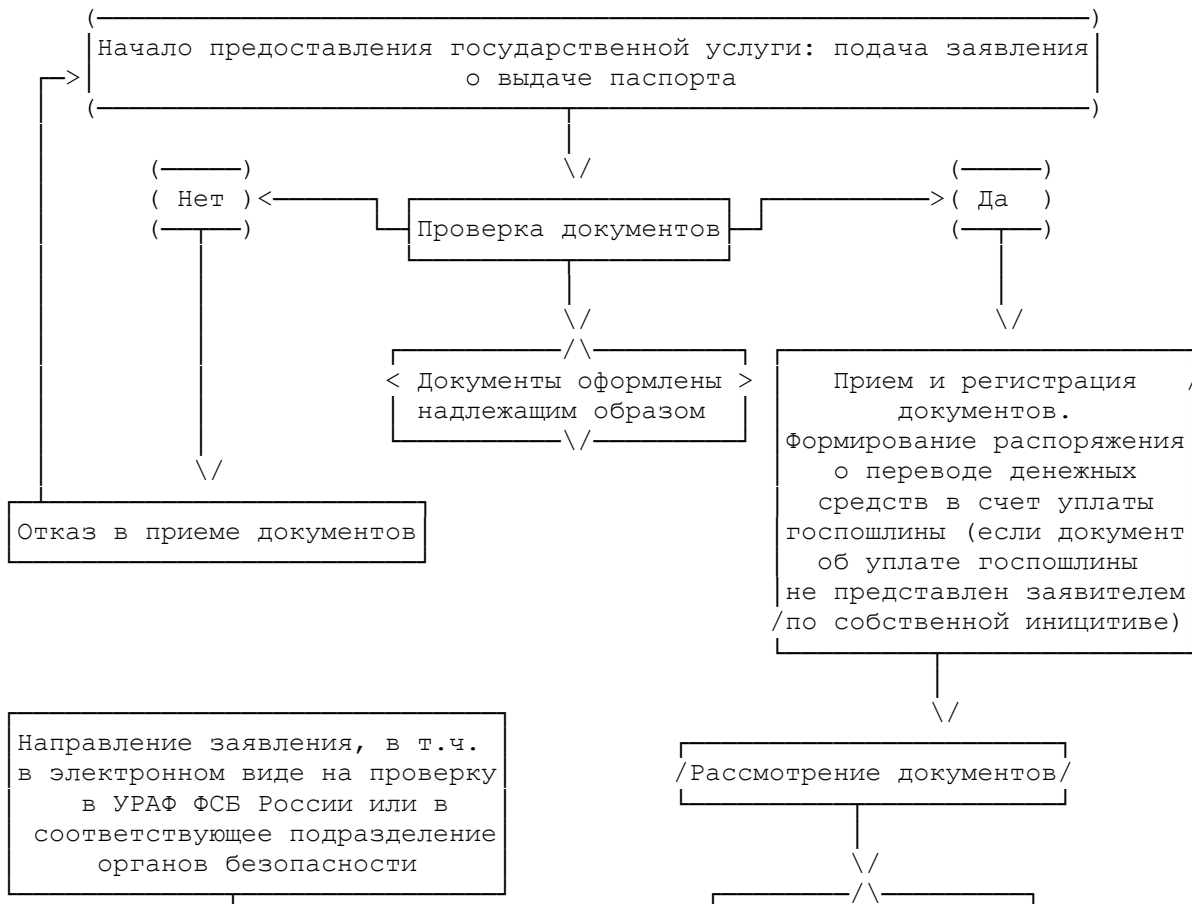 Начало предоставления государственной услуги: подача заявления
о выдаче паспорта
Нет
Да
Проверка документов
Документы оформлены
надлежащим образом
Прием и регистрация
документов.
Формирование распоряжения
о переводе денежных
средств в счет уплаты
госпошлины (если документ
об уплате госпошлины
не представлен заявителем
по собственной иницитиве)
Отказ в приеме документов
Направление заявления, в т.ч.
в электронном виде на проверку
в УРАФ ФСБ России или в
соответствующее подразделение
органов безопасности
Рассмотрение документов